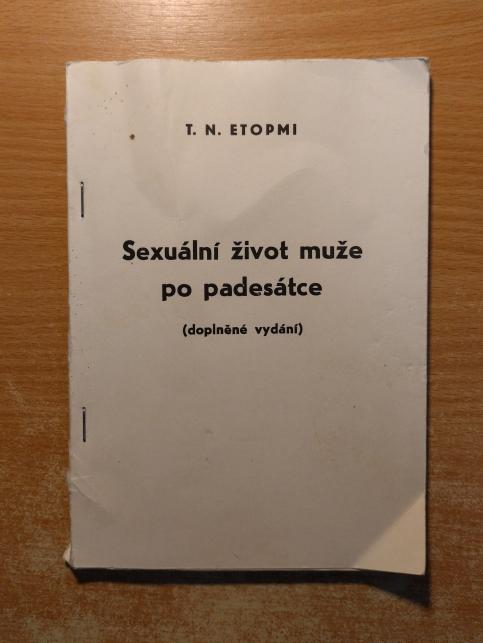 T. N. ETOPMI
Sexuální život muže
po padesátce
(doplněné vydání)